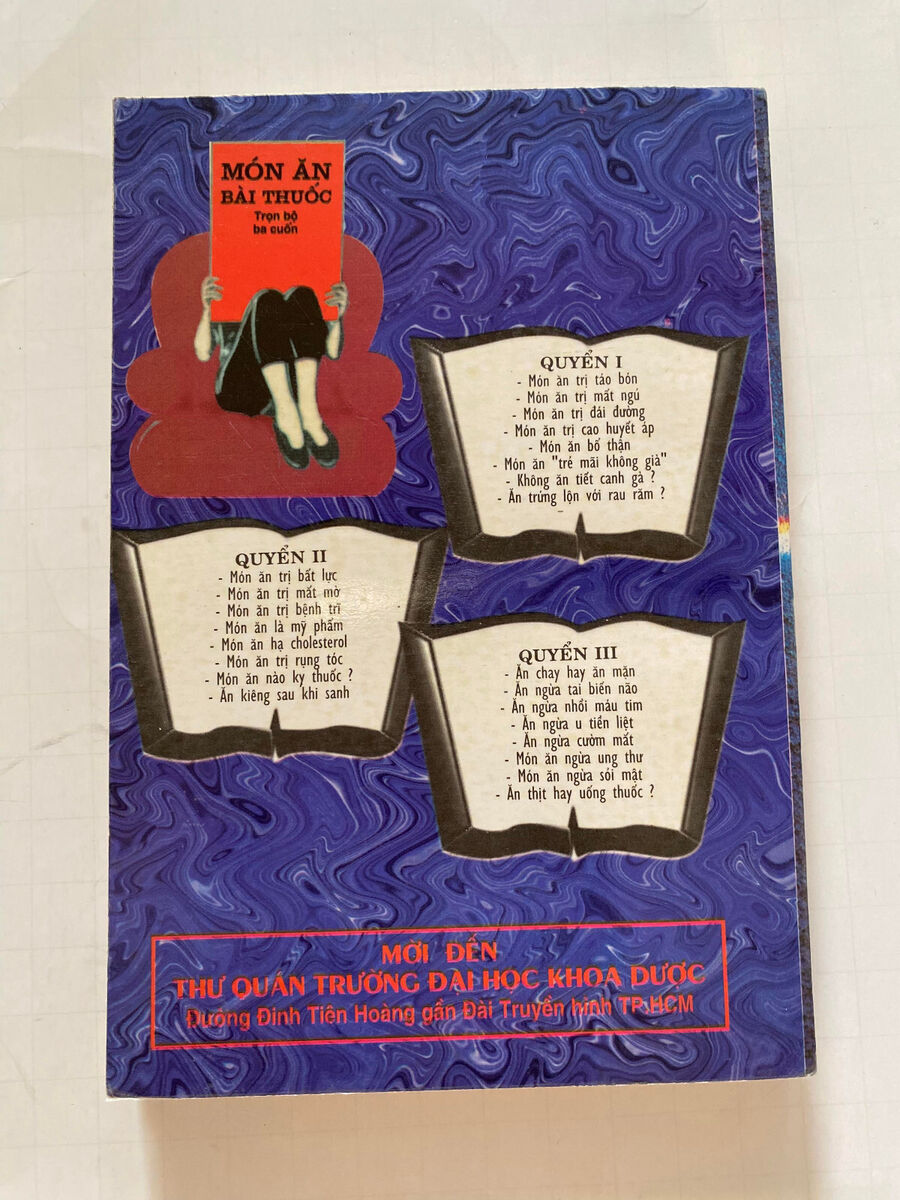 MÓN ĂN
BÀI THUỐC
Trọn bộ
ba cuốn
QUYỂN I
- Món ăn trị táo bón
- Món ăn trị mất ngủ
- Món ăn trị đái đường
- Món ăn trị cao huyết áp
- Món ăn bổ thận
- Món ăn "trẻ mãi không già"
- Không ăn tiết canh gà ?
- Ăn trứng lộn với rau răm ?
QUYỂN II
- Món ăn trị bất lực
- Món ăn trị mắt mờ
- Món ăn trị bệnh trĩ
- Món ăn là mỹ phẩm
- Món ăn hạ cholesterol
- Món ăn trị rụng tóc
- Món ăn nào kỵ thuốc ?
- Ăn kiêng sau khi sanh
QUYỂN III
- Ăn chay hay ăn mặn
- Ăn ngừa tai biến não
- Ăn ngừa nhồi máu tim
- Ăn ngừa u tiền liệt
- Ăn ngừa cườm mắt
- Món ăn ngừa ung thư
- Món ăn ngừa sỏi mật
- Ăn thịt hay uống thuốc ?
MỜI ĐẾN
THƯ QUÁN TRƯỜNG ĐẠI HỌC KHOA DƯỢC
Đường Đinh Tiên Hoàng gần Đài Truyền hình TP.HCM